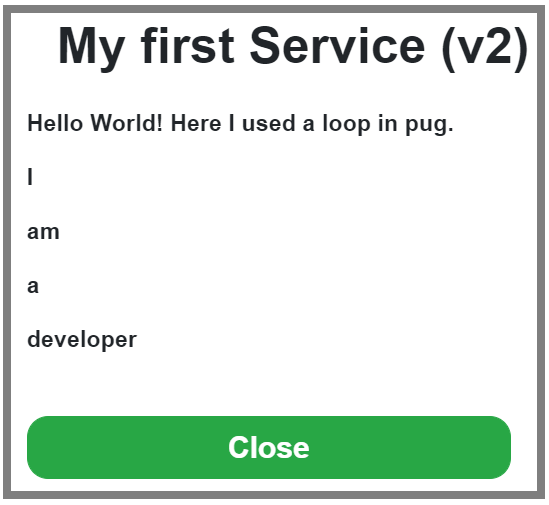 My first Service (v2)
Hello World! Here I used a loop in pug.
I
am
a
developer
Close